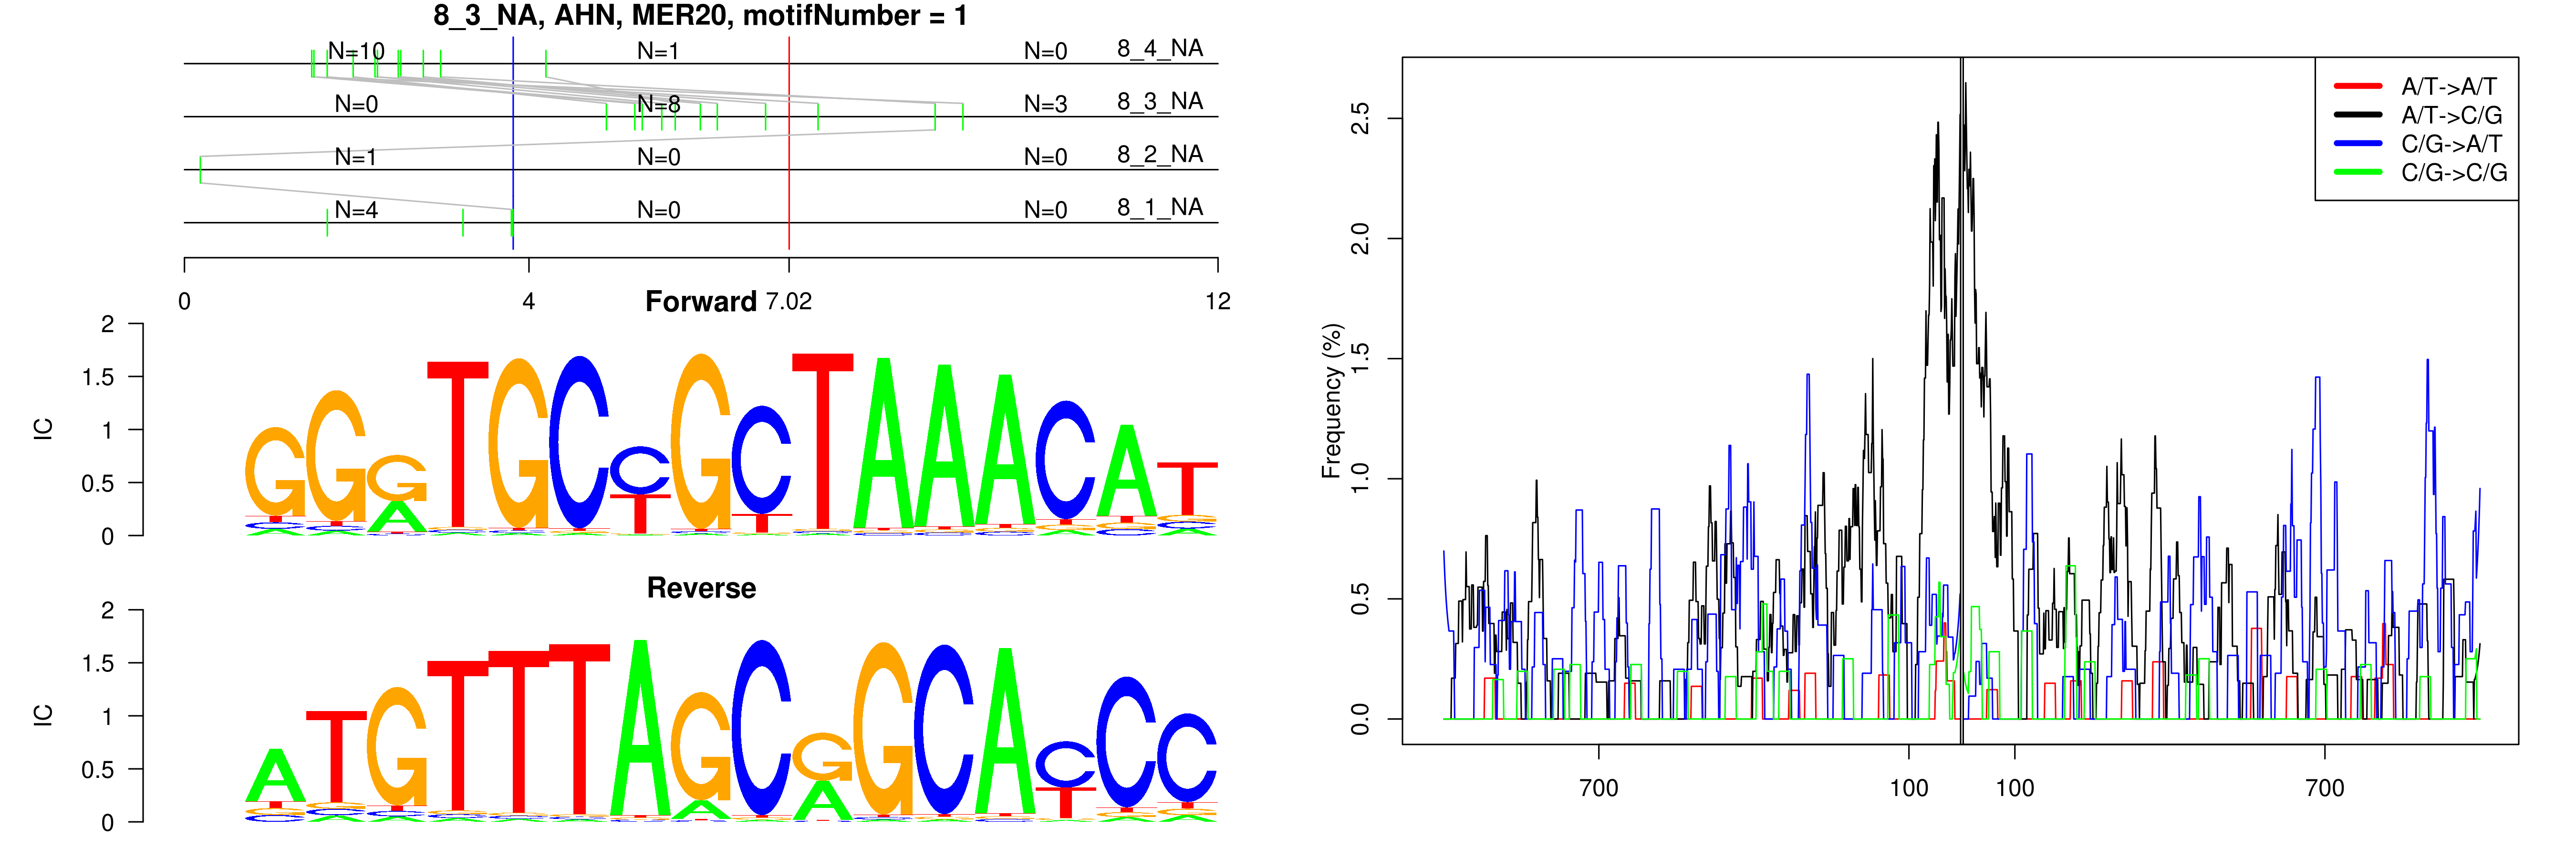 8_3_NA, AHN, MER20, motifNumber = 1
N=10 N=1 N=0 8_4_NA
N=0 N=8 N=3 8_3_NA
N=1 N=0 N=0 8_2_NA
N=4 N=0 N=0 8_1_NA
0 4 7.02 12
Forward
IC
2
1.5
1
0.5
0
GGGTGCCGCTAAACAT
A T T
Reverse
IC
2
1.5
1
0.5
0
ATGTTTAGCGGCACCC
A A T
Frequency (%)
2.5
2.0
1.5
1.0
0.5
0.0
700 100 100 700
A/T->A/T
A/T->C/G
C/G->A/T
C/G->C/G